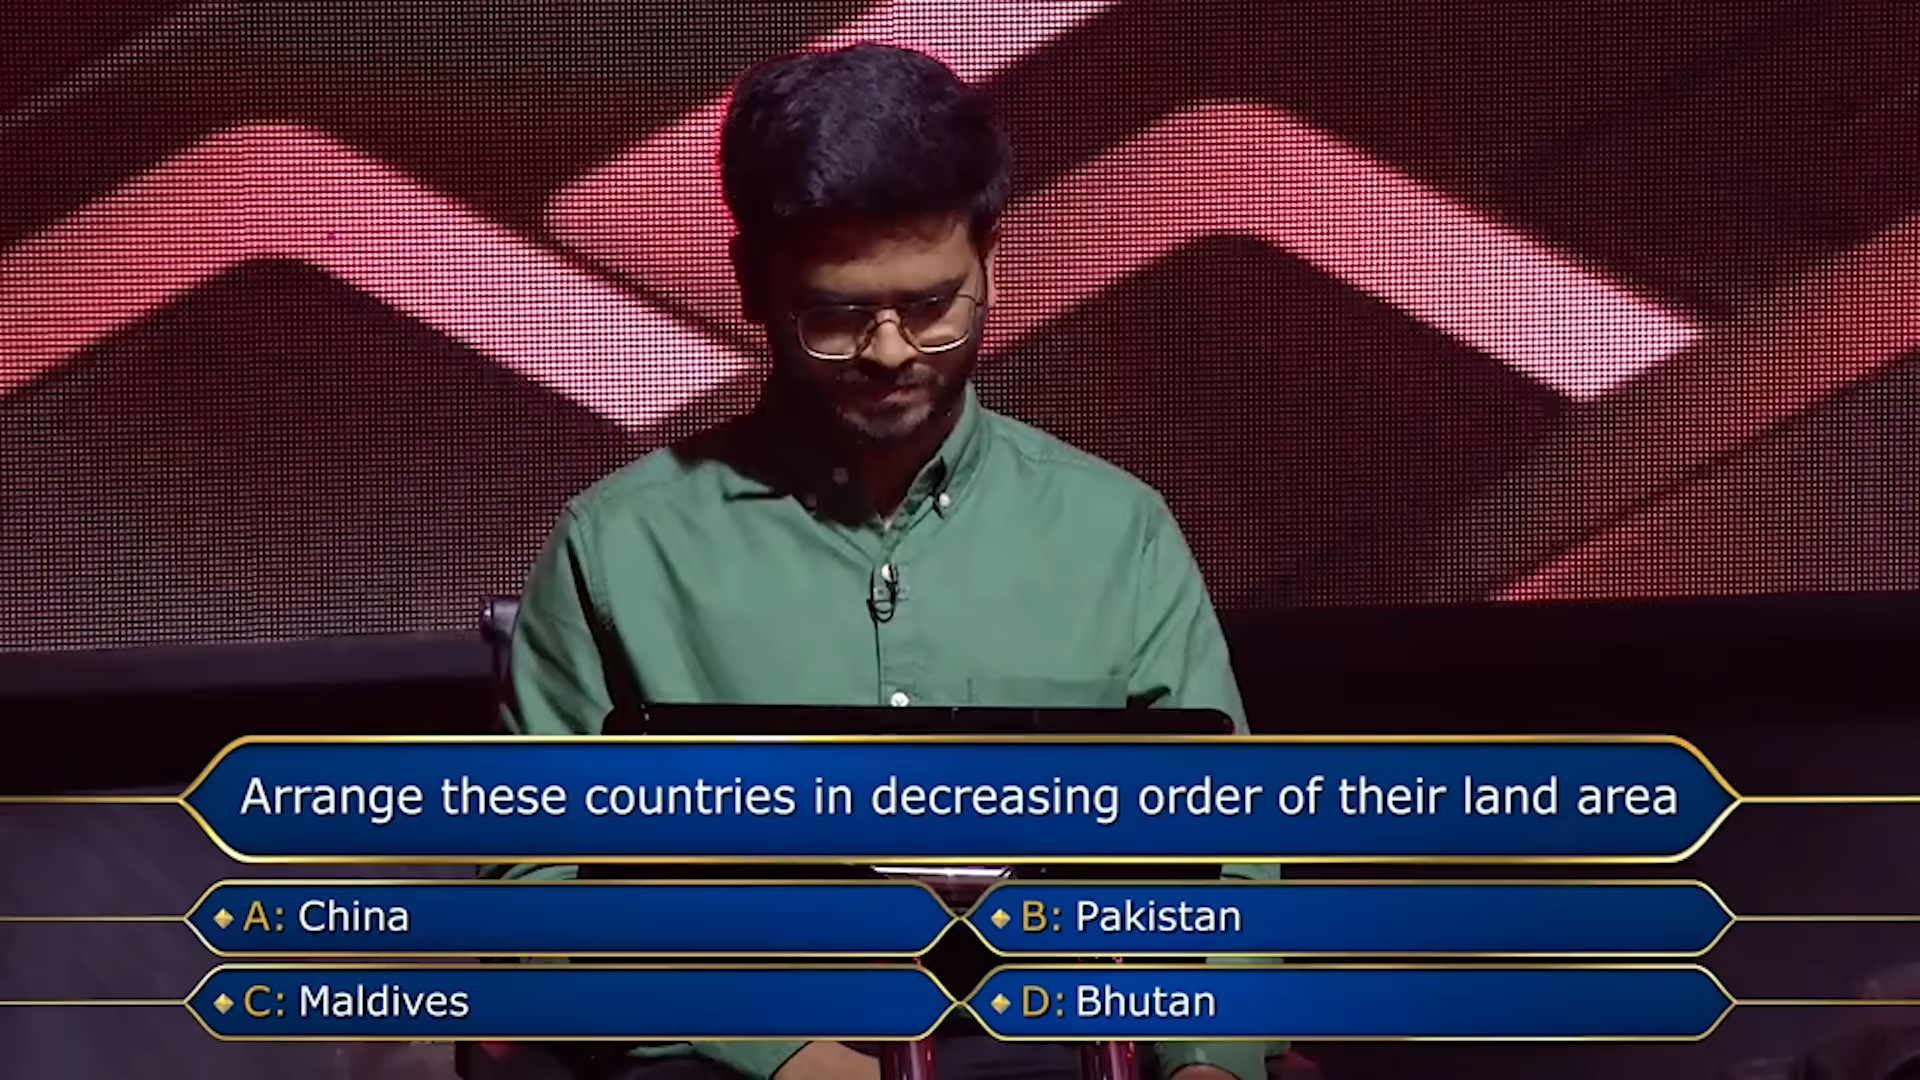 Arrange these countries in decreasing order of their land area
A: China
B: Pakistan
C: Maldives
D: Bhutan